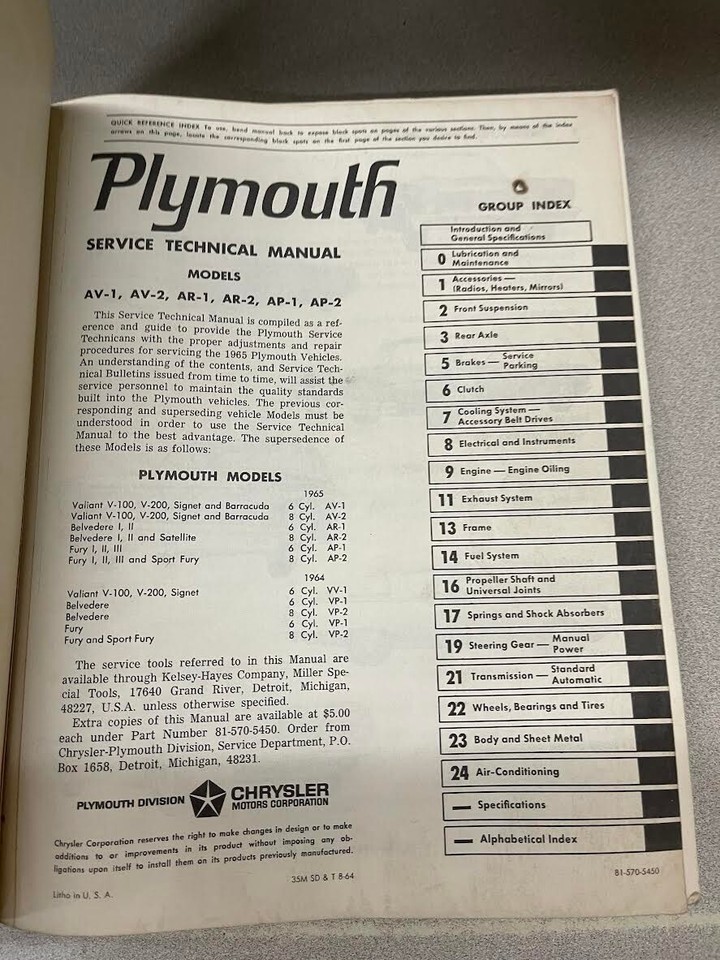 QUICK REFERENCE INDEX To use, bend manual back to expose black spots on pages of the various sections. Then, by means of the index
arrows on this page, locate the corresponding black spots on the first page of the section you desire to find.
Plymouth
SERVICE TECHNICAL MANUAL
MODELS
AV-1, AV-2, AR-1, AR-2, AP-1, AP-2
This Service Technical Manual is compiled as a ref-
erence and guide to provide the Plymouth Service
Technicans with the proper adjustments and repair
procedures for servicing the 1965 Plymouth Vehicles.
An understanding of the contents, and Service Tech-
nical Bulletins issued from time to time, will assist the
service personnel to maintain the quality standards
built into the Plymouth vehicles. The previous cor-
responding and superseding vehicle Models must be
understood in order to use the Service Technical
Manual to the best advantage. The supersedence of
these Models is as follows:
PLYMOUTH MODELS
1965
Valiant V-100, V-200, Signet and Barracuda 6 Cyl. AV-1
Valiant V-100, V-200, Signet and Barracuda 8 Cyl. AV-2
Belvedere I, II 6 Cyl. AR-1
Belvedere I, II and Satellite 8 Cyl. AR-2
Fury I, II, III 6 Cyl. AP-1
Fury I, II, III and Sport Fury 8 Cyl. AP-2
1964
Valiant V-100, V-200, Signet 6 Cyl. VV-1
Belvedere 6 Cyl. VP-1
Belvedere 8 Cyl. VP-2
Fury 6 Cyl. VP-1
Fury and Sport Fury 8 Cyl. VP-2
The service tools referred to in this Manual are
available through Kelsey-Hayes Company, Miller Spe-
cial Tools, 17640 Grand River, Detroit, Michigan,
48227, U.S.A. unless otherwise specified.
Extra copies of this Manual are available at $5.00
each under Part Number 81-570-5450. Order from
Chrysler-Plymouth Division, Service Department, P.O.
Box 1658, Detroit, Michigan, 48231.
PLYMOUTH DIVISION CHRYSLER
MOTORS CORPORATION
Chrysler Corporation reserves the right to make changes in design or to make
additions to or improvements in its product without imposing any ob-
ligations upon itself to install them on its products previously manufactured.
Litho in U. S. A.
35M SD & T 8-64
GROUP INDEX
Introduction and
General Specifications
0 Lubrication and
Maintenance
1 Accessories —
(Radios, Heaters, Mirrors)
2 Front Suspension
3 Rear Axle
5 Brakes — Service
Parking
6 Clutch
7 Cooling System —
Accessory Belt Drives
8 Electrical and Instruments
9 Engine — Engine Oiling
11 Exhaust System
13 Frame
14 Fuel System
16 Propeller Shaft and
Universal Joints
17 Springs and Shock Absorbers
19 Steering Gear — Manual
Power
21 Transmission — Standard
Automatic
22 Wheels, Bearings and Tires
23 Body and Sheet Metal
24 Air-Conditioning
— Specifications
— Alphabetical Index
81-570-5450